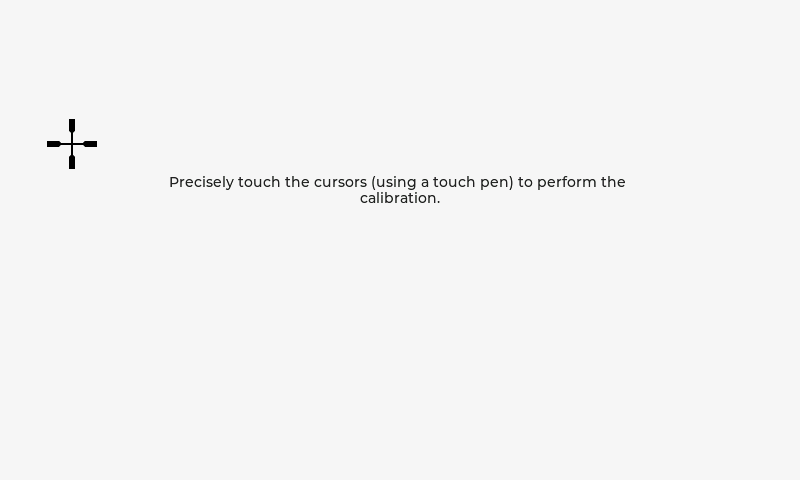 Precisely touch the cursors (using a touch pen) to perform the
calibration.